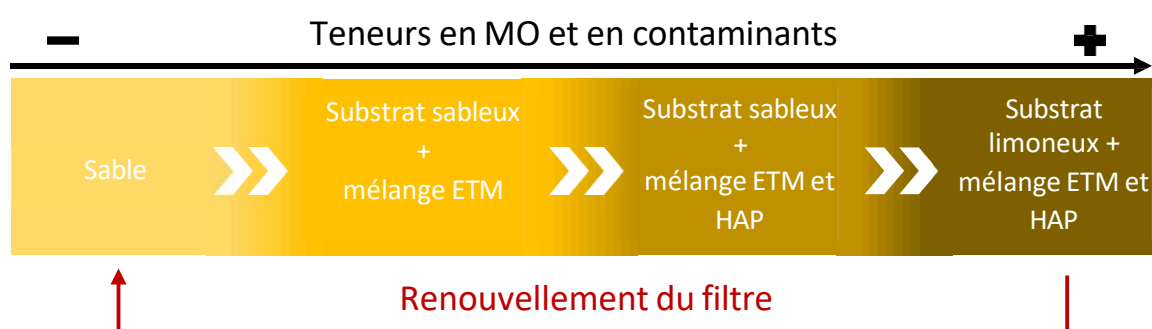 − Teneurs en MO et en contaminants +
Sable
Substrat sableux
+
mélange ETM
Substrat sableux
+
mélange ETM et
HAP
Substrat
limoneux +
mélange ETM et
HAP
Renouvellement du filtre